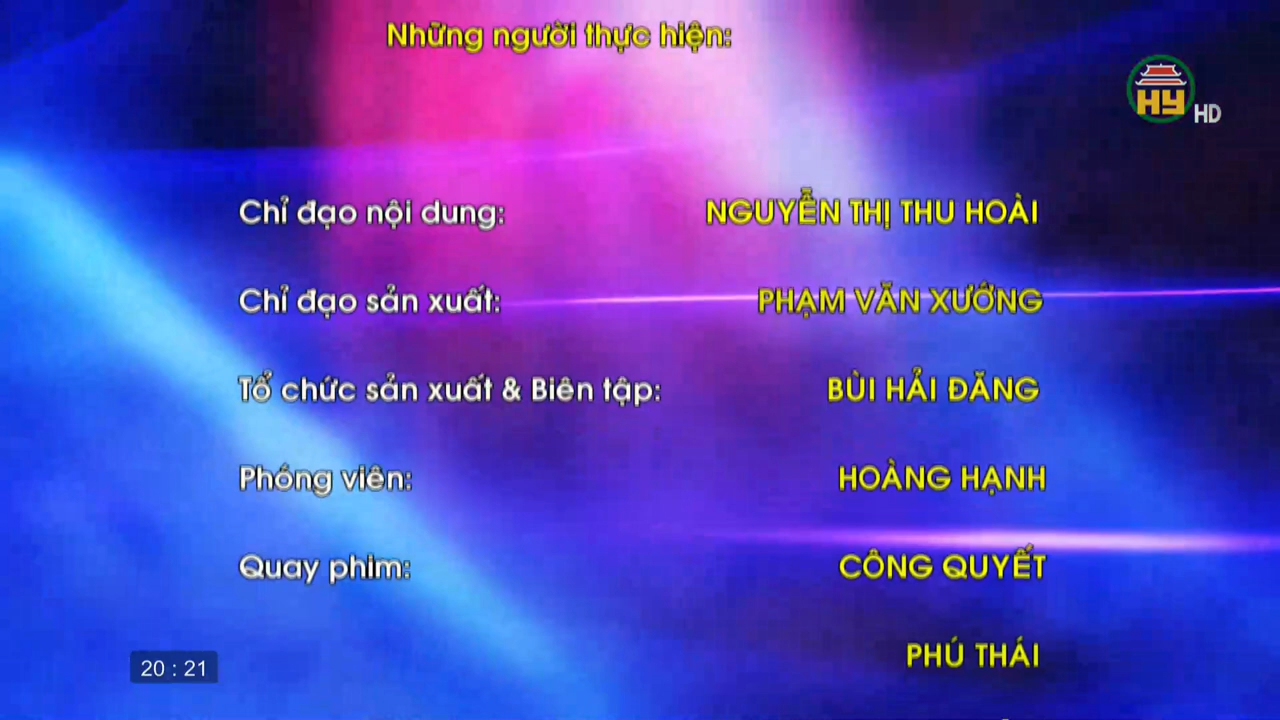 Những người thực hiện:
HY HD
Chỉ đạo nội dung: NGUYỄN THỊ THU HOÀI
Chỉ đạo sản xuất: PHẠM VĂN XƯỚNG
Tổ chức sản xuất & Biên tập: BÙI HẢI ĐĂNG
Phóng viên: HOÀNG HẠNH
Quay phim: CÔNG QUYẾT
PHÚ THÁI
20 : 21